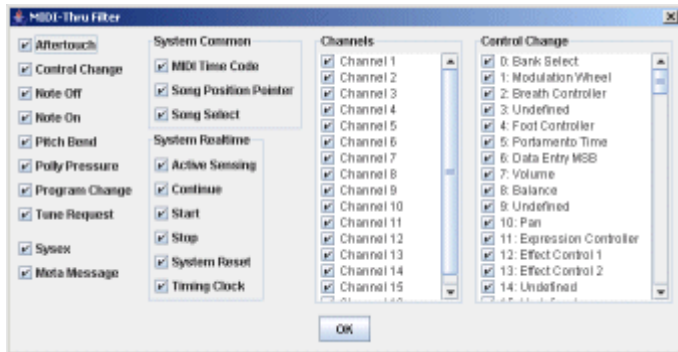 MIDI-Thru Filter
Aftertouch
Control Change
Note Off
Note On
Pitch Bend
Polly Pressure
Program Change
Tune Request
Sysex
Meta Message
System Common
MIDI Time Code
Song Position Pointer
Song Select
System Realtime
Active Sensing
Continue
Start
Stop
System Reset
Timing Clock
Channels
Channel 1
Channel 2
Channel 3
Channel 4
Channel 5
Channel 6
Channel 7
Channel 8
Channel 9
Channel 10
Channel 11
Channel 12
Channel 13
Channel 14
Channel 15
Control Change
0: Bank Select
1: Modulation Wheel
2: Breath Controller
3: Undefined
4: Foot Controller
5: Portamento Time
6: Data Entry MSB
7: Volume
8: Balance
9: Undefined
10: Pan
11: Expression Controller
12: Effect Control 1
13: Effect Control 2
14: Undefined
OK